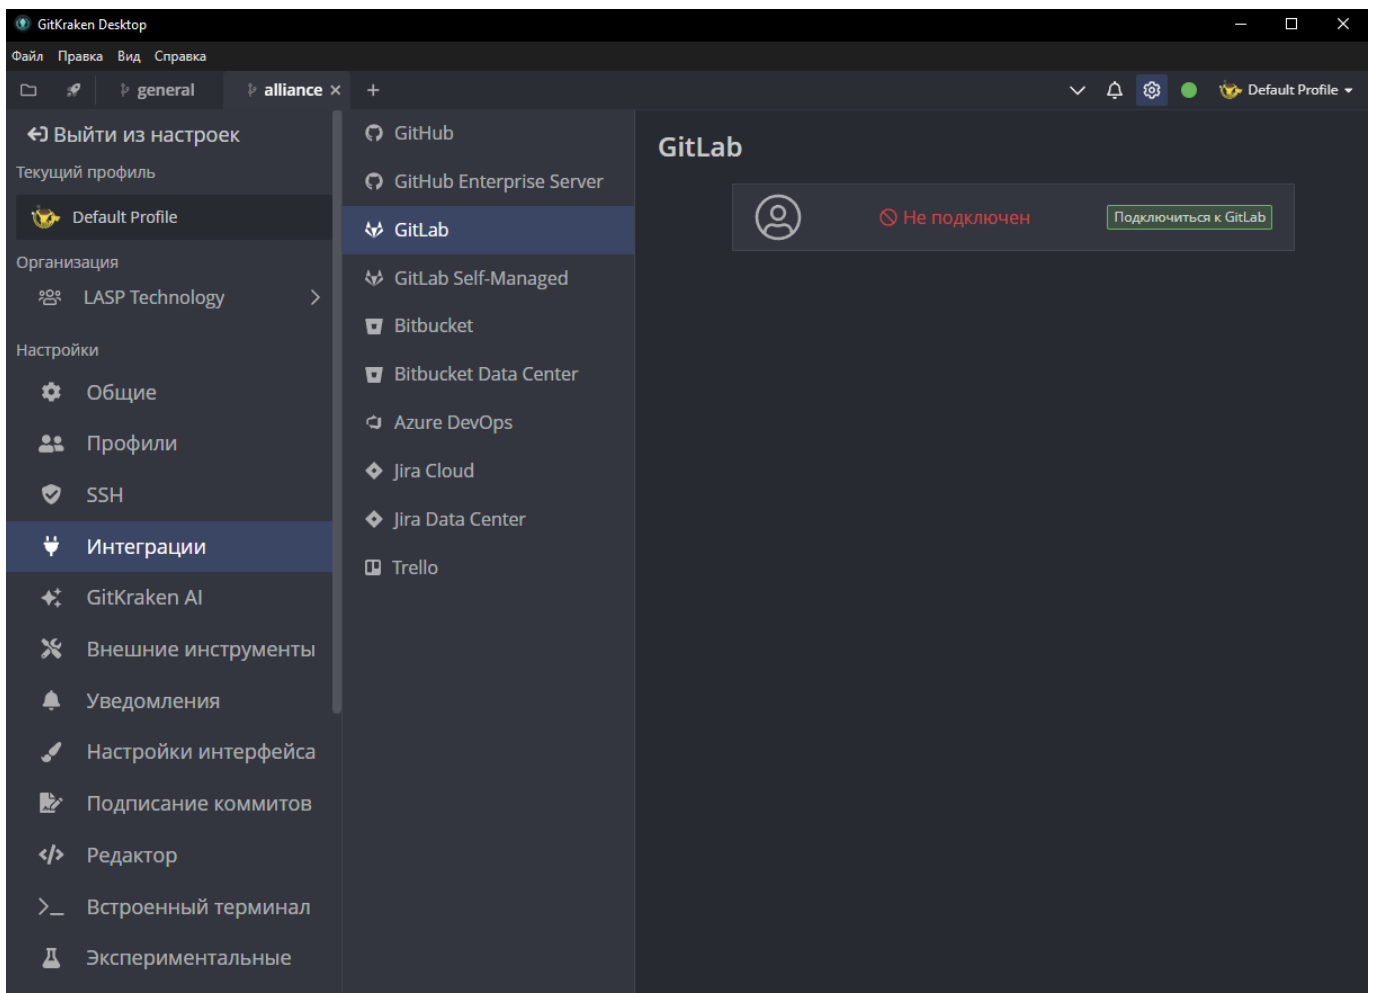 GitKraken Desktop
Файл Правка Вид Справка
general alliance Default Profile
Выйти из настроек
Текущий профиль
Default Profile
Организация
LASP Technology
Настройки
Общие
Профили
SSH
Интеграции
GitKraken AI
Внешние инструменты
Уведомления
Настройки интерфейса
Подписание коммитов
Редактор
Встроенный терминал
Экспериментальные
GitHub
GitHub Enterprise Server
GitLab
GitLab Self-Managed
Bitbucket
Bitbucket Data Center
Azure DevOps
Jira Cloud
Jira Data Center
Trello
GitLab
Не подключен
Подключиться к GitLab